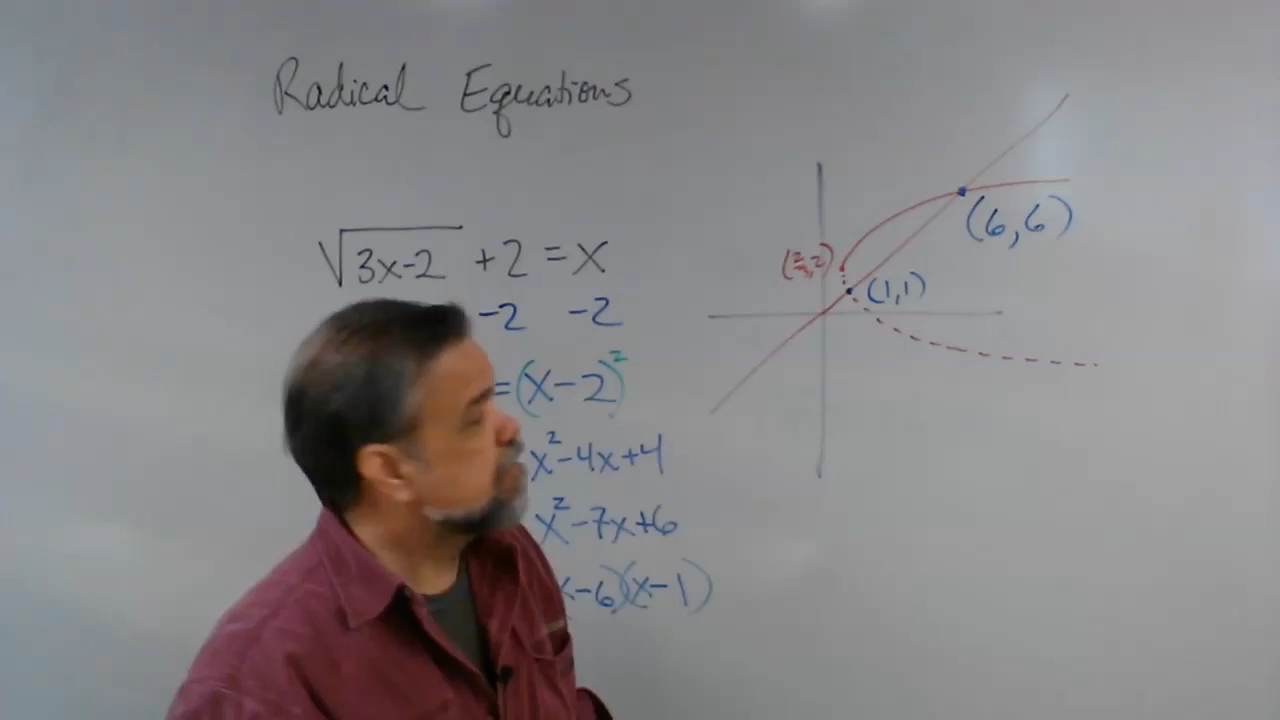 Radical Equations
√3x-2 +2 = x
-2 -2
= (x-2)²
x²-4x+4
x²-7x+6
x-6)(x-1)
(6,6)
(2/3,2)
(1,1)